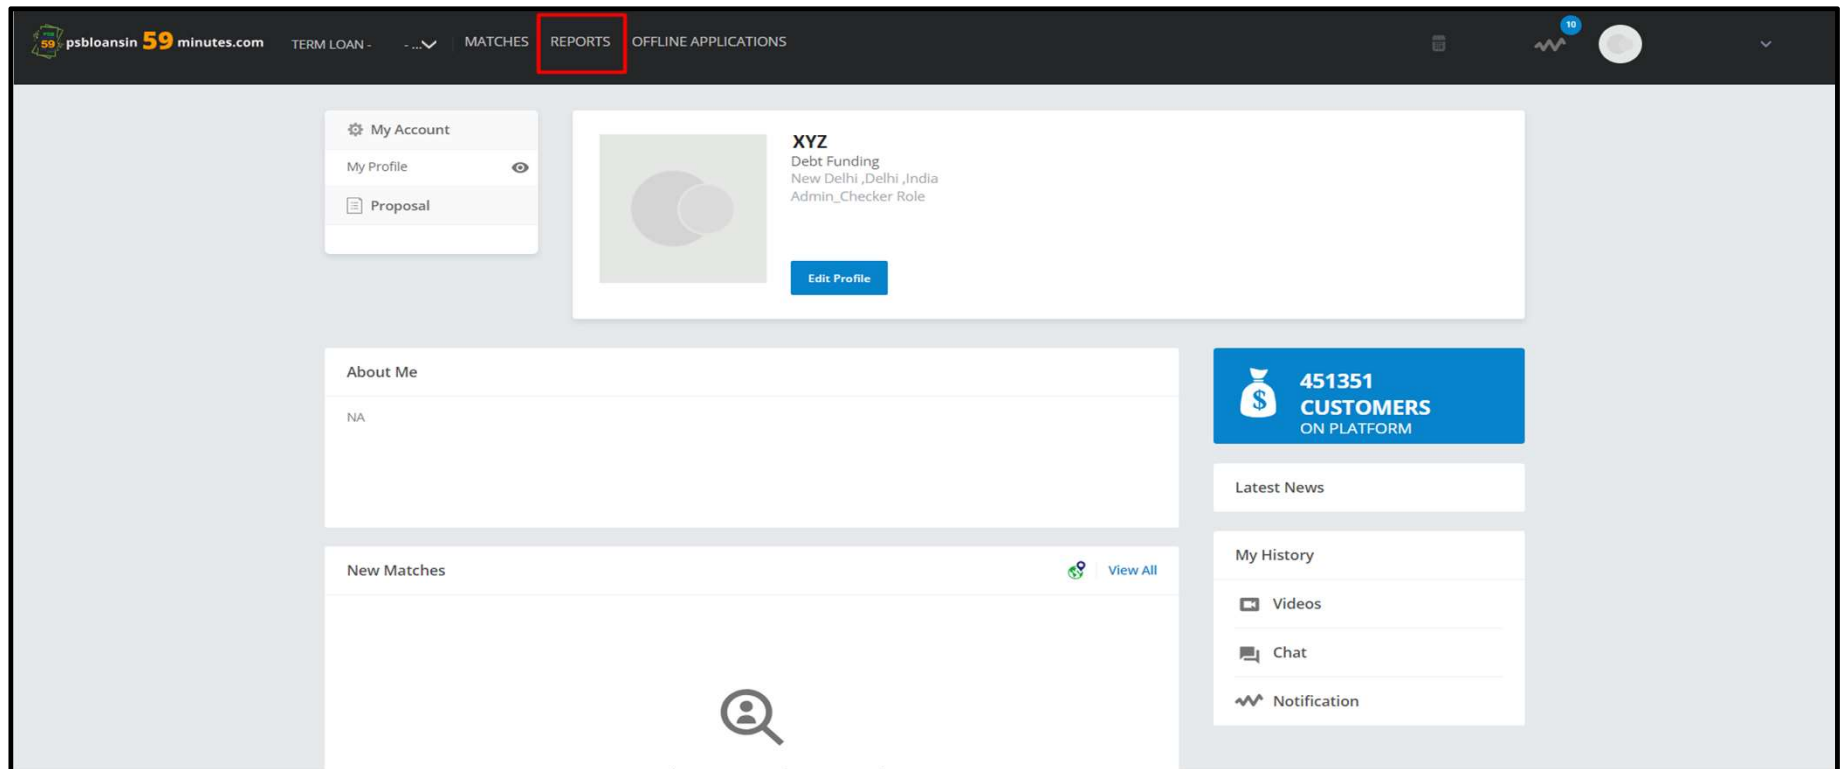 PSB 59 psbloansin 59 minutes.com TERM LOAN - - ... MATCHES REPORTS OFFLINE APPLICATIONS 10
My Account
My Profile
Proposal
XYZ
Debt Funding
New Delhi ,Delhi ,India
Admin_Checker Role
Edit Profile
About Me
NA
451351
CUSTOMERS
ON PLATFORM
Latest News
New Matches View All
My History
Videos
Chat
Notification